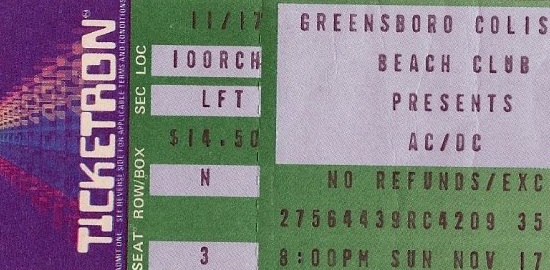 TICKETRON
ADMIT ONE. SEE REVERSE SIDE FOR APPLICABLE TERMS AND CONDITIONS
SEAT ROW/BOX SEC LOC
11/17
100RCH
LFT
$14.50
N
3
GREENSBORO COLIS
BEACH CLUB
PRESENTS
AC/DC
NO REFUNDS/EXC
27564439RC4209 35
8:00PM SUN NOV 17